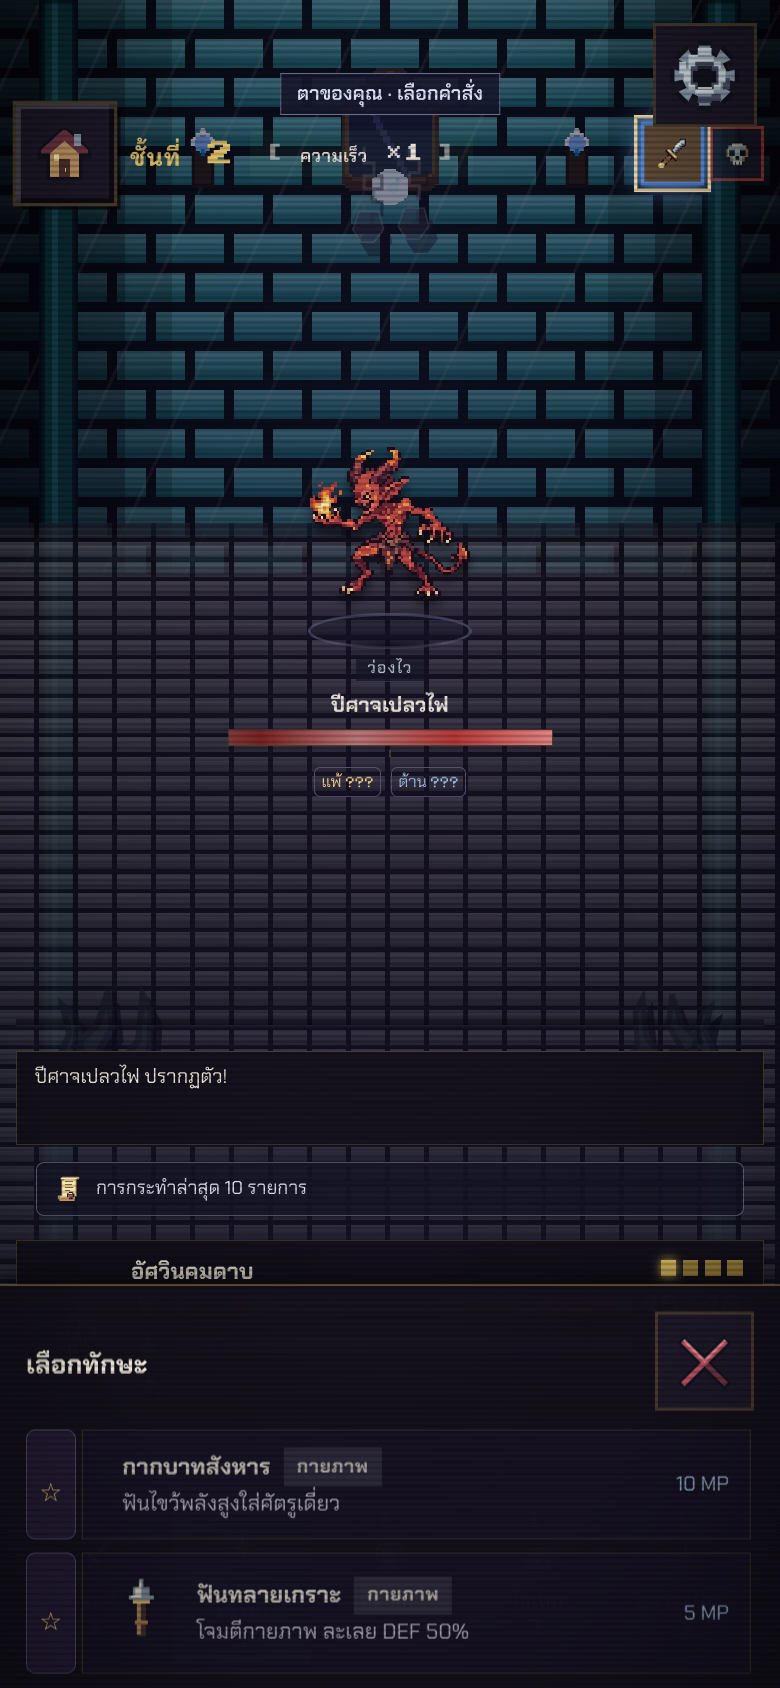 ตาของคุณ · เลือกคำสั่ง
ชั้นที่ 2
[ ความเร็ว ×1 ]
ว่องไว
ปีศาจเปลวไฟ
แพ้ ???
ต้าน ???
ปีศาจเปลวไฟ ปรากฏตัว!
การกระทำล่าสุด 10 รายการ
อัศวินคมดาบ
เลือกทักษะ
กากบาทสังหาร กายภาพ
ฟันไขว้พลังสูงใส่ศัตรูเดี่ยว
10 MP
ฟันทลายเกราะ กายภาพ
โจมตีกายภาพ ละเลย DEF 50%
5 MP